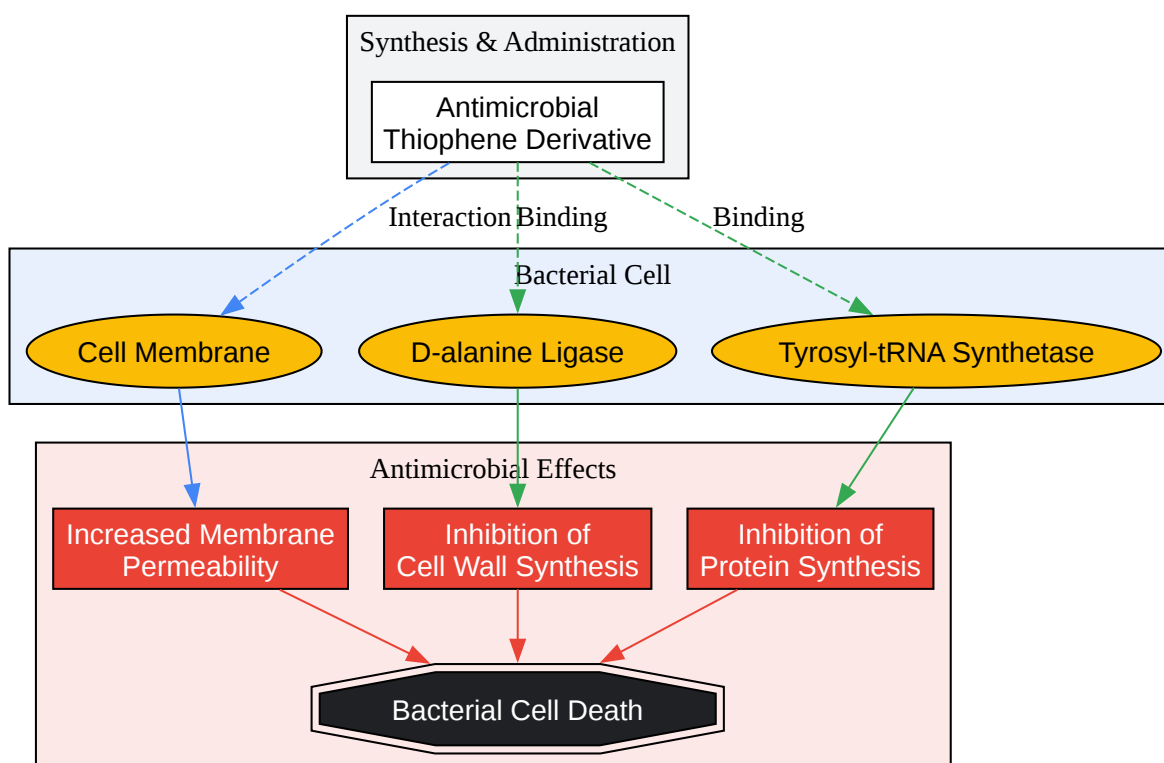 Synthesis & Administration
Antimicrobial
Thiophene Derivative
Interaction
Binding
Binding
Bacterial Cell
Cell Membrane
D-alanine Ligase
Tyrosyl-tRNA Synthetase
Antimicrobial Effects
Increased Membrane
Permeability
Inhibition of
Cell Wall Synthesis
Inhibition of
Protein Synthesis
Bacterial Cell Death